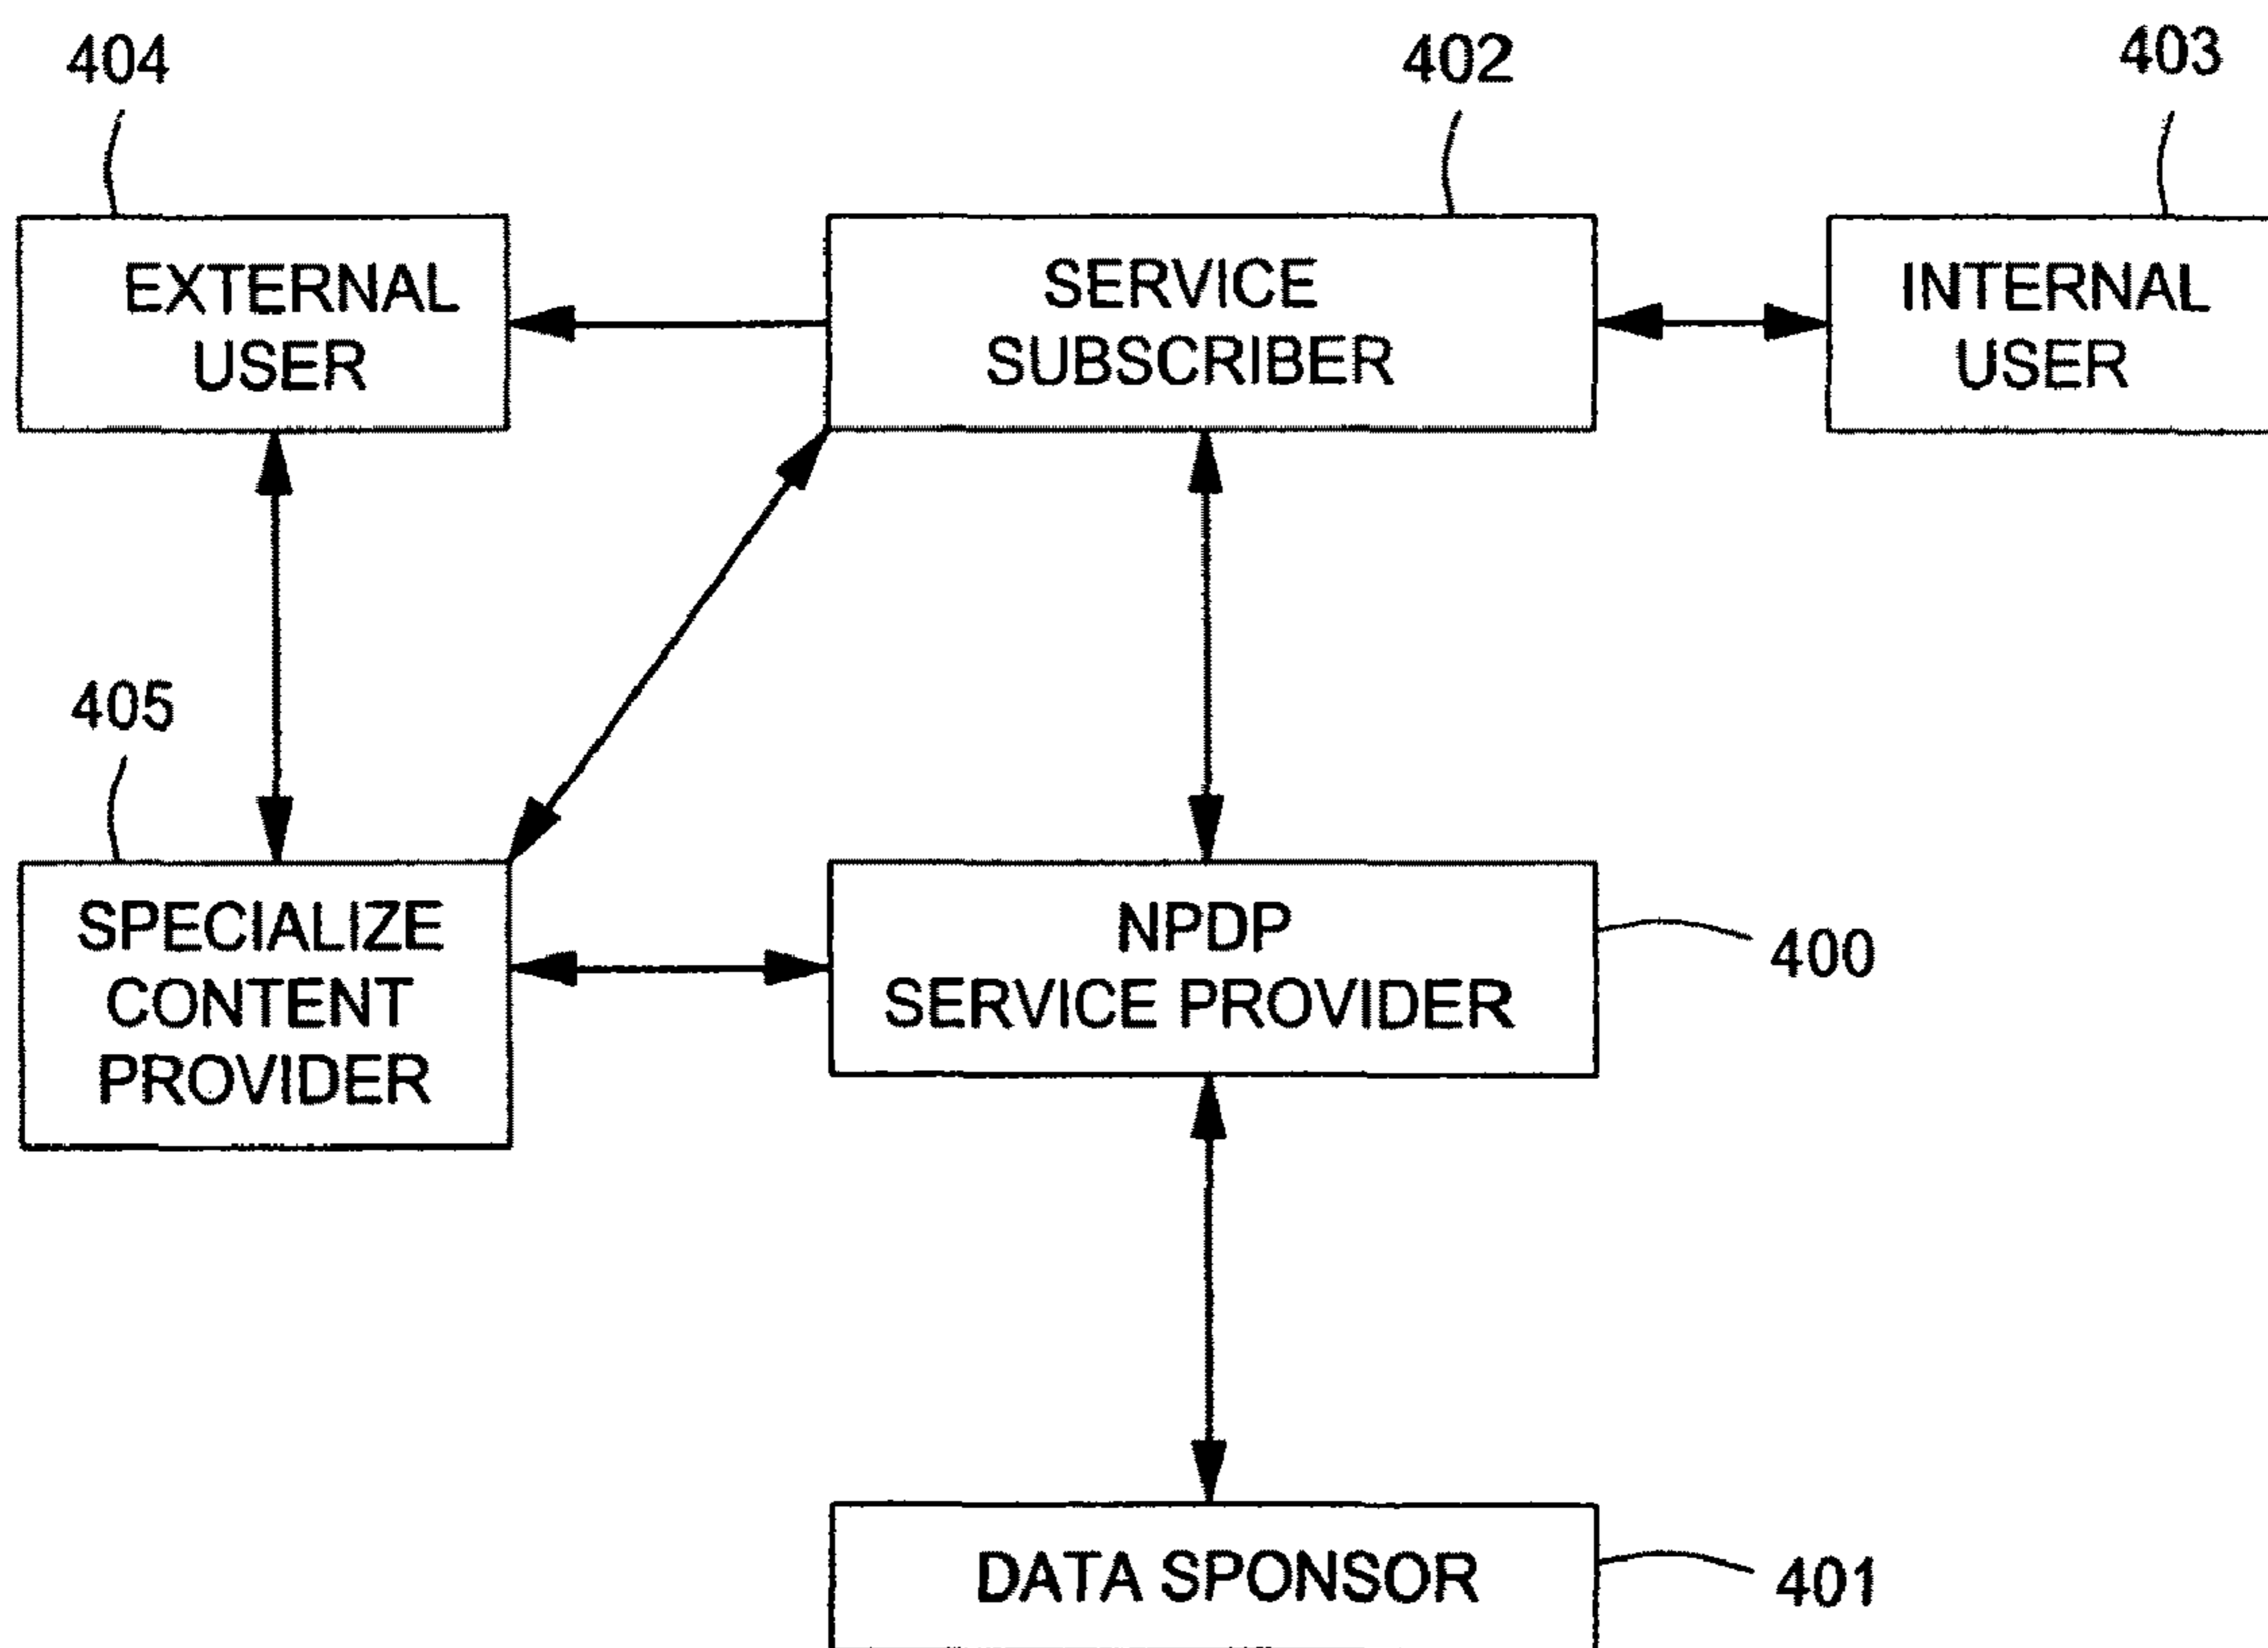 404
402
403
EXTERNAL
USER
SERVICE
SUBSCRIBER
INTERNAL
USER
405
SPECIALIZE
CONTENT
PROVIDER
NPDP
SERVICE PROVIDER
400
DATA SPONSOR
401